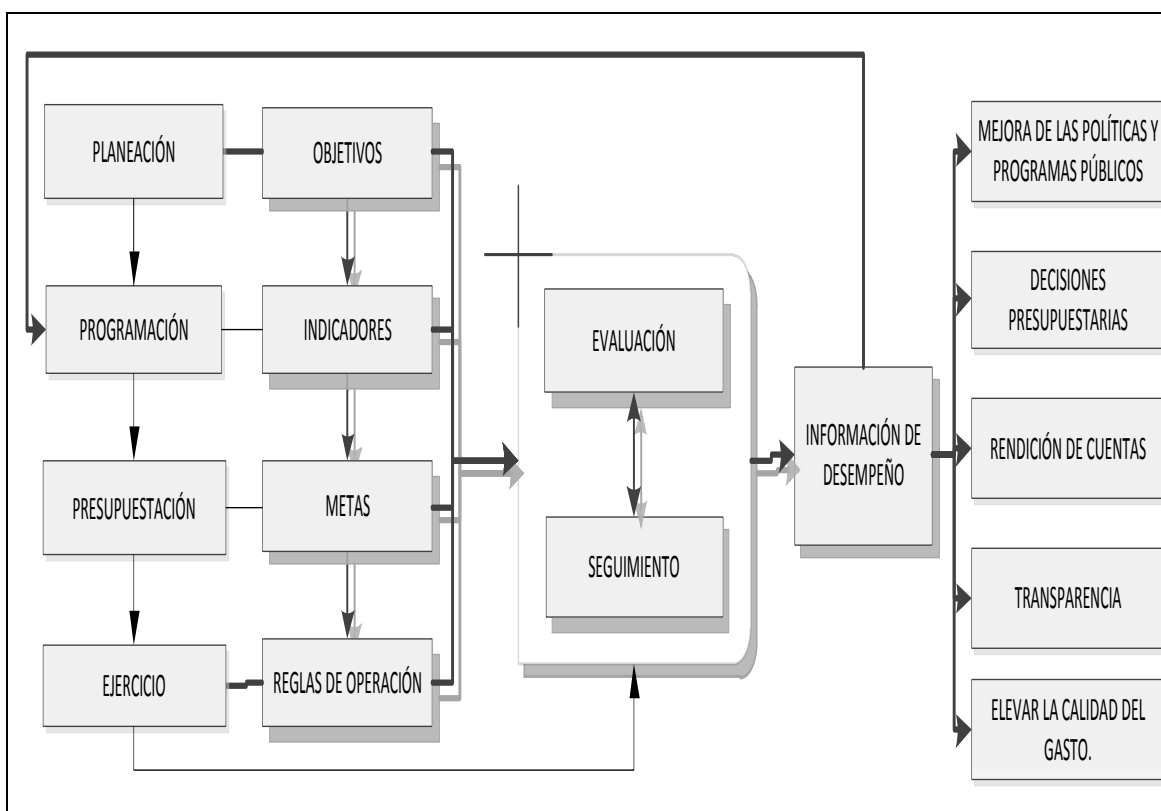 PLANEACIÓN
OBJETIVOS
PROGRAMACIÓN
INDICADORES
PRESUPUESTACIÓN
METAS
EJERCICIO
REGLAS DE OPERACIÓN
EVALUACIÓN
SEGUIMIENTO
INFORMACIÓN DE
DESEMPEÑO
MEJORA DE LAS POLÍTICAS Y
PROGRAMAS PÚBLICOS
DECISIONES
PRESUPUESTARIAS
RENDICIÓN DE CUENTAS
TRANSPARENCIA
ELEVAR LA CALIDAD DEL
GASTO.